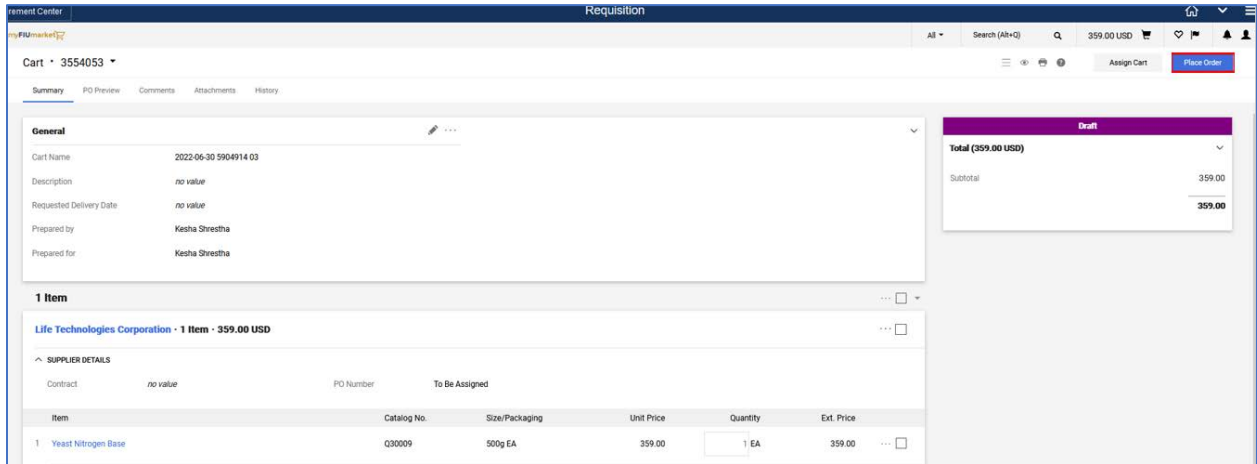 rement Center Requisition
myFIUmarket All Search (Alt+Q) 359.00 USD
Cart · 3554053 Assign Cart Place Order
Summary PO Preview Comments Attachments History
General Draft
Total (359.00 USD)
Cart Name 2022-06-30 5904914 03
Subtotal 359.00
Description no value
359.00
Requested Delivery Date no value
Prepared by Kesha Shrestha
Prepared for Kesha Shrestha
1 Item
Life Technologies Corporation · 1 Item · 359.00 USD
SUPPLIER DETAILS
Contract no value PO Number To Be Assigned
Item Catalog No. Size/Packaging Unit Price Quantity Ext. Price
1 Yeast Nitrogen Base Q30009 500g EA 359.00 1 EA 359.00